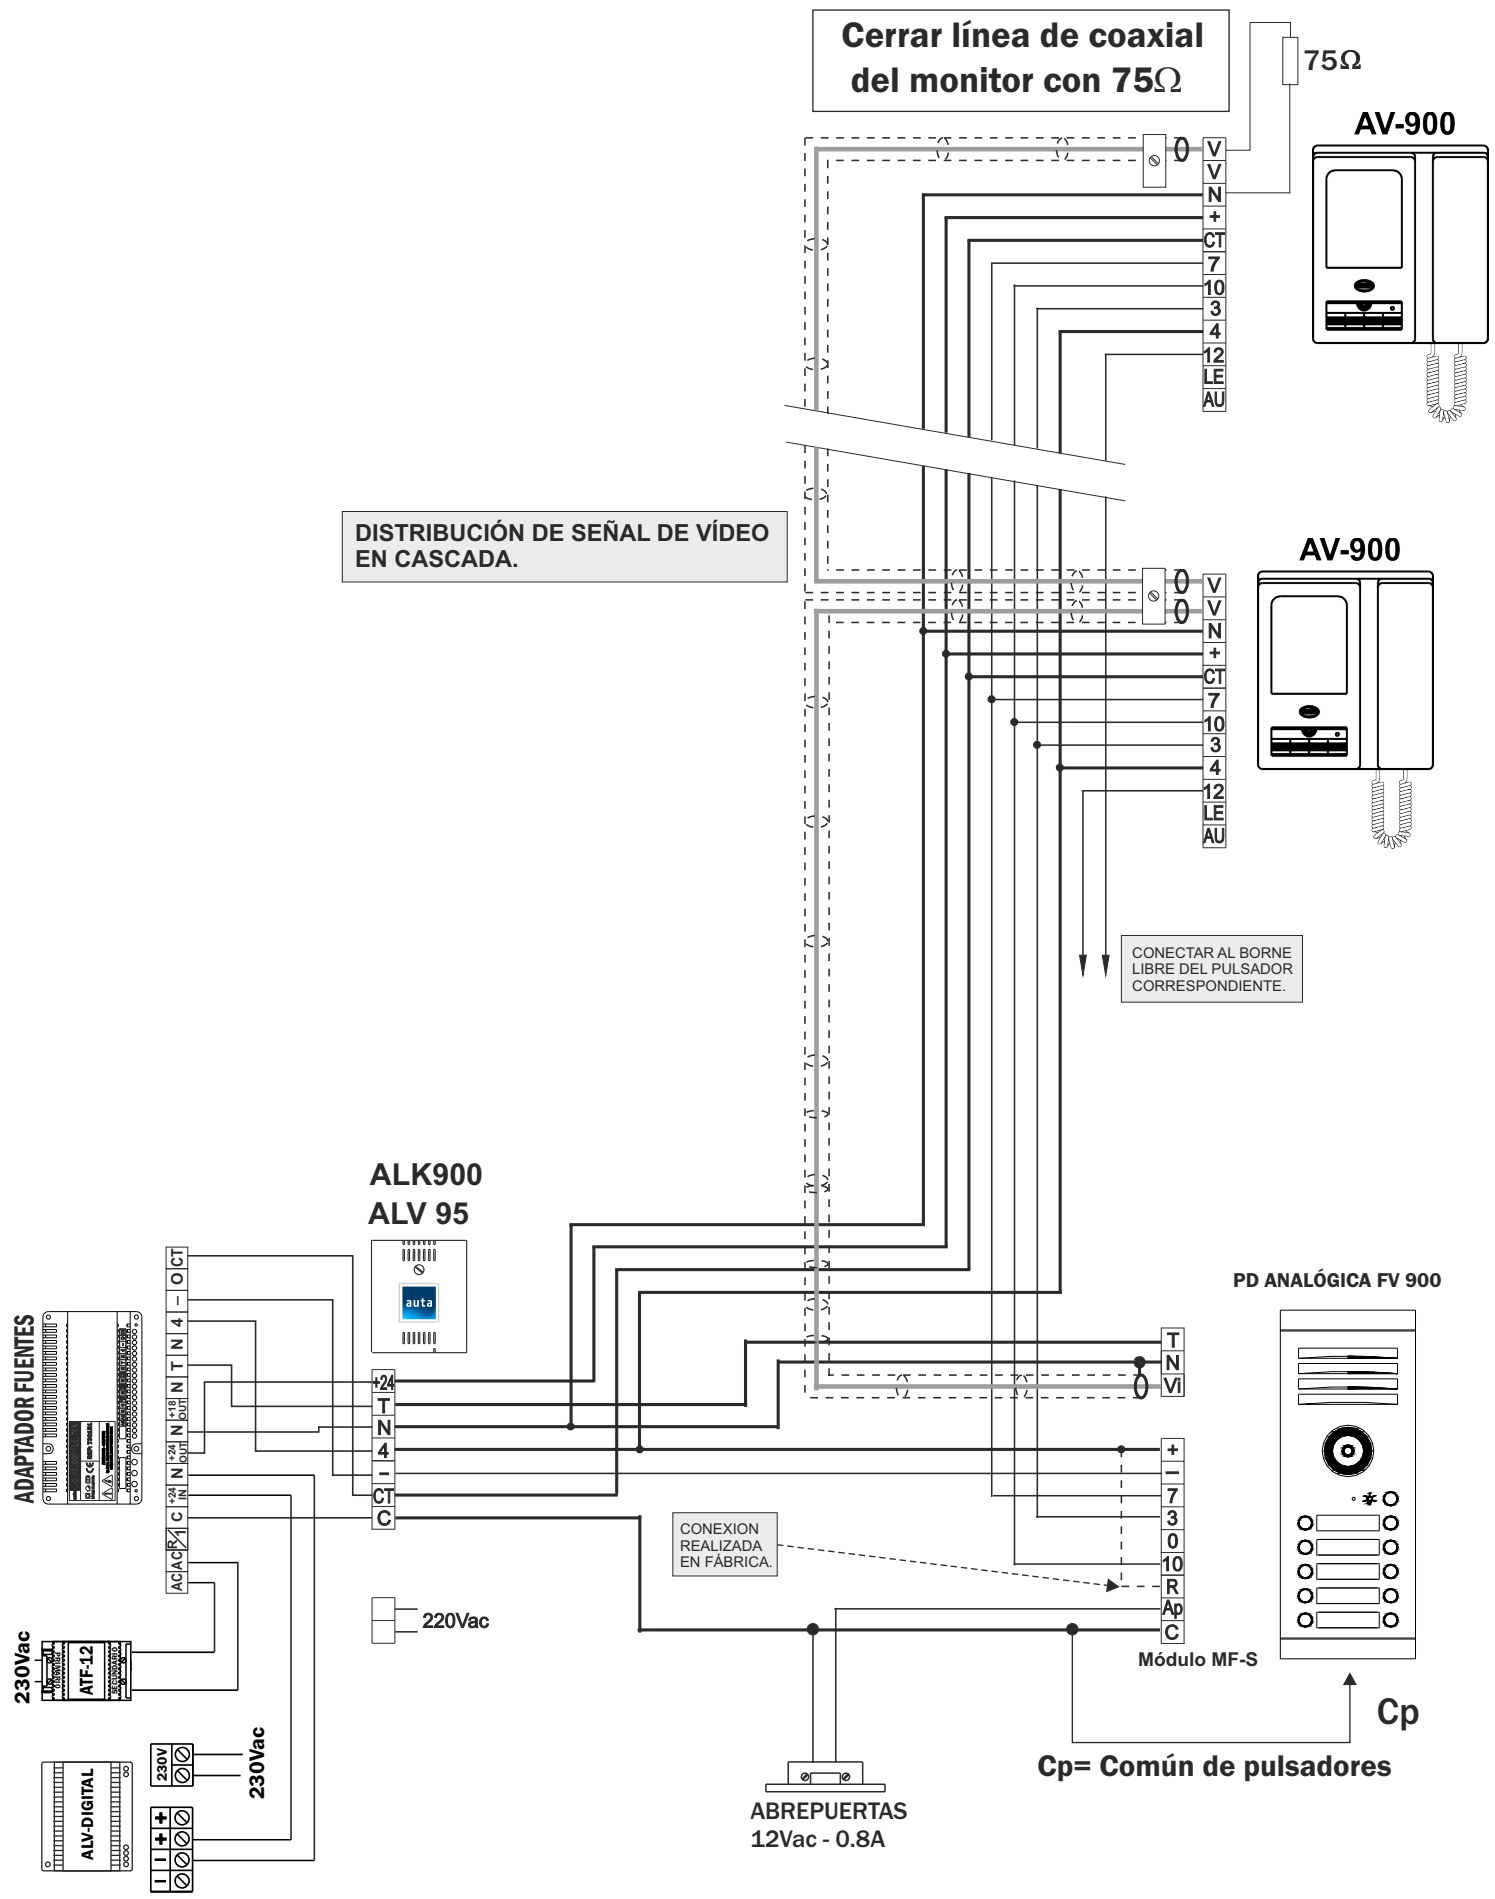 Cerrar línea de coaxial
del monitor con 75Ω
75Ω
AV-900
V
V
N
+
CT
7
10
3
4
12
LE
AU
DISTRIBUCIÓN DE SEÑAL DE VÍDEO
EN CASCADA.
AV-900
V
V
N
+
CT
7
10
3
4
12
LE
AU
CONECTAR AL BORNE
LIBRE DEL PULSADOR
CORRESPONDIENTE.
ALK900
ALV 95
auta
+24
T
N
4
-
CT
C
220Vac
ADAPTADOR FUENTES
CT
O
-
4
N
T
N
+18 OUT
N
+24 OUT
N
+24 IN
C
R/1
AC
AC
230Vac
PRIMARIO
ATF-12
SECUNDARIO
ALV-DIGITAL
230V
230Vac
+
+
-
-
CONEXION
REALIZADA
EN FÁBRICA.
PD ANALÓGICA FV 900
T
N
Vi
+
-
7
3
0
10
R
Ap
C
Módulo MF-S
Cp
Cp= Común de pulsadores
ABREPUERTAS
12Vac - 0.8A